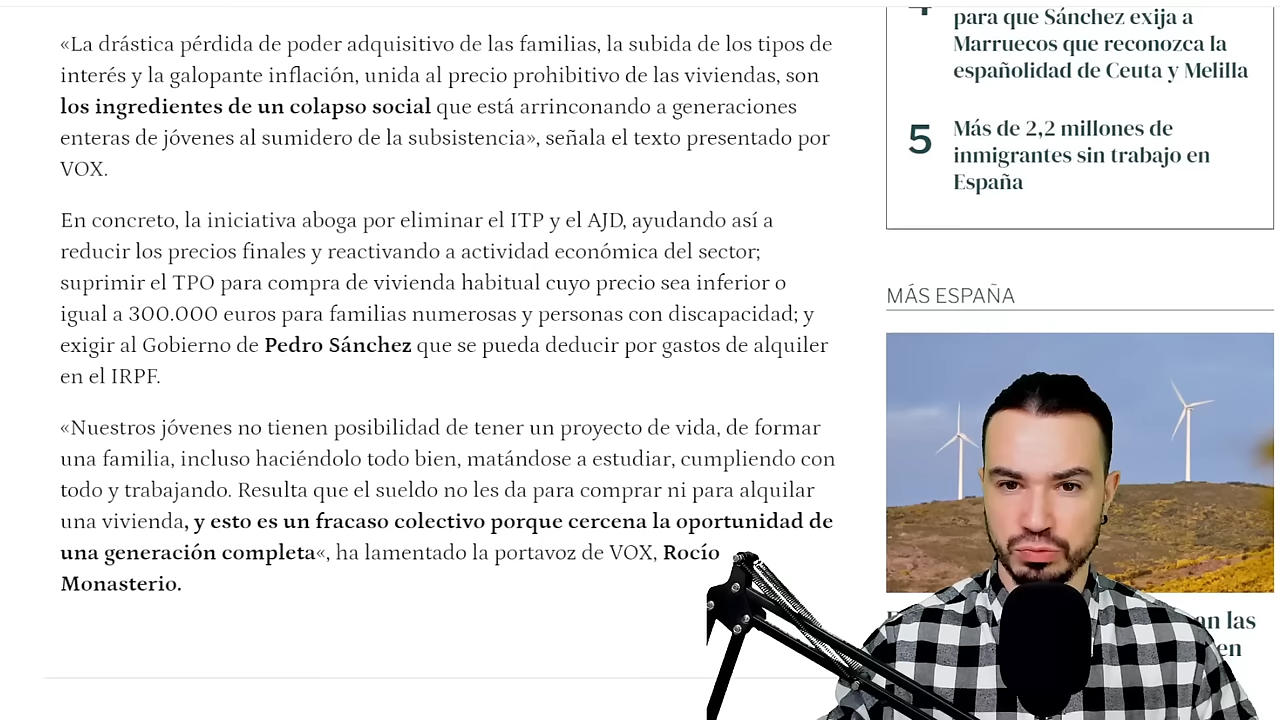 «La drástica pérdida de poder adquisitivo de las familias, la subida de los tipos de
interés y la galopante inflación, unida al precio prohibitivo de las viviendas, son
los ingredientes de un colapso social que está arrinconando a generaciones
enteras de jóvenes al sumidero de la subsistencia», señala el texto presentado por
VOX.
En concreto, la iniciativa aboga por eliminar el ITP y el AJD, ayudando así a
reducir los precios finales y reactivando a actividad económica del sector;
suprimir el TPO para compra de vivienda habitual cuyo precio sea inferior o
igual a 300.000 euros para familias numerosas y personas con discapacidad; y
exigir al Gobierno de Pedro Sánchez que se pueda deducir por gastos de alquiler
en el IRPF.
«Nuestros jóvenes no tienen posibilidad de tener un proyecto de vida, de formar
una familia, incluso haciéndolo todo bien, matándose a estudiar, cumpliendo con
todo y trabajando. Resulta que el sueldo no les da para comprar ni para alquilar
una vivienda, y esto es un fracaso colectivo porque cercena la oportunidad de
una generación completa«, ha lamentado la portavoz de VOX, Rocío
Monasterio.
para que Sánchez exija a
Marruecos que reconozca la
españolidad de Ceuta y Melilla
5
Más de 2,2 millones de
inmigrantes sin trabajo en
España
MÁS ESPAÑA
las
en